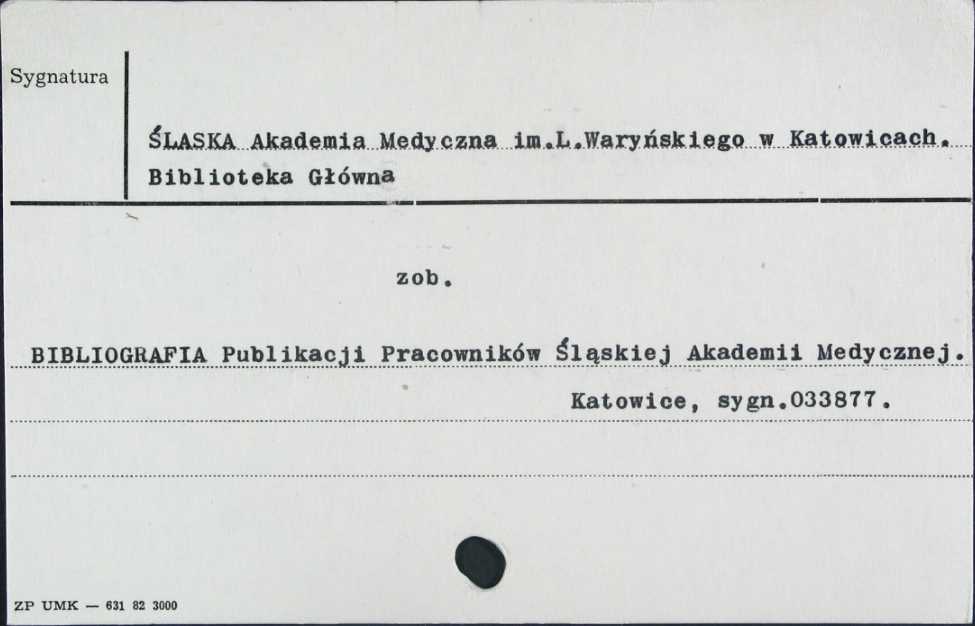 Sygnatura
ŚLASKA Akademia Medyczna im.L.Waryńskiego w Katowicach.
Biblioteka Główna
zob.
BIBLIOGRAFIA Publikacji Pracowników Śląskiej Akademii Medycznej.
Katowice, sygn.033877.
ZP UMK — 631 82 3000